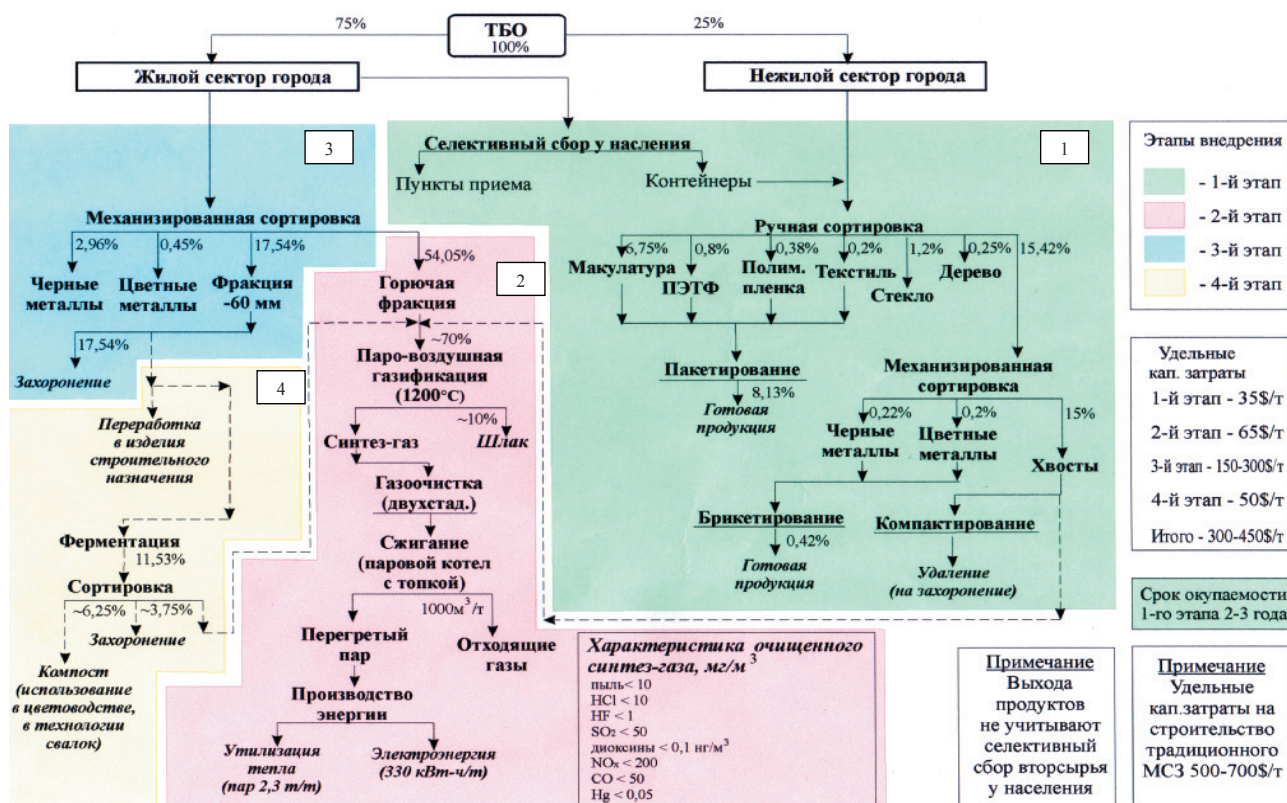 75%
ТБО
100%
25%
Жилой сектор города
Нежилой сектор города
3
Механизированная сортировка
2,96%
0,45%
17,54%
54,05%
Черные
металлы
Цветные
металлы
Фракция
-60 мм
17,54%
Захоронение
1
Селективный сбор у насления
Пункты приема
Контейнеры
Ручная сортировка
6,75%
0,8%
0,38%
0,2%
1,2%
0,25%
15,42%
Макулатура
ПЭТФ
Полим.
пленка
Текстиль
Стекло
Дерево
Пакетирование
8,13%
Готовая
продукция
Механизированная
сортировка
0,22%
0,2%
15%
Черные
металлы
Цветные
металлы
Хвосты
Брикетирование
0,42%
Готовая
продукция
Компактирование
Удаление
(на захоронение)
2
Горючая
фракция
~70%
Паро-воздушная
газификация
(1200°С)
~10%
Синтез-газ
Шлак
Газоочистка
(двухстад.)
Сжигание
(паровой котел
с топкой)
1000м³/т
Перегретый
пар
Отходящие
газы
Производство
энергии
Утилизация
тепла
(пар 2,3 т/т)
Электроэнергия
(330 кВт-ч/т)
Характеристика очищенного
синтез-газа, мг/м³
пыль< 10
HCl < 10
HF < 1
SO₂ < 50
диоксины < 0,1 нг/м³
NOₓ < 200
CO < 50
Hg < 0,05
4
Переработка
в изделия
строительного
назначения
Ферментация
11,53%
Сортировка
~6,25%
~3,75%
Захоронение
Компост
(использование
в цветоводстве,
в технологии
свалок)
Этапы внедрения
- 1-й этап
- 2-й этап
- 3-й этап
- 4-й этап
Удельные
кап. затраты
1-й этап - 35$/т
2-й этап - 65$/т
3-й этап - 150-300$/т
4-й этап - 50$/т
Итого - 300-450$/т
Срок окупаемости
1-го этапа 2-3 года
Примечание
Выхода
продуктов
не учитывают
селективный
сбор вторсырья
у населения
Примечание
Удельные
кап.затраты на
строительство
традиционного
МСЗ 500-700$/т